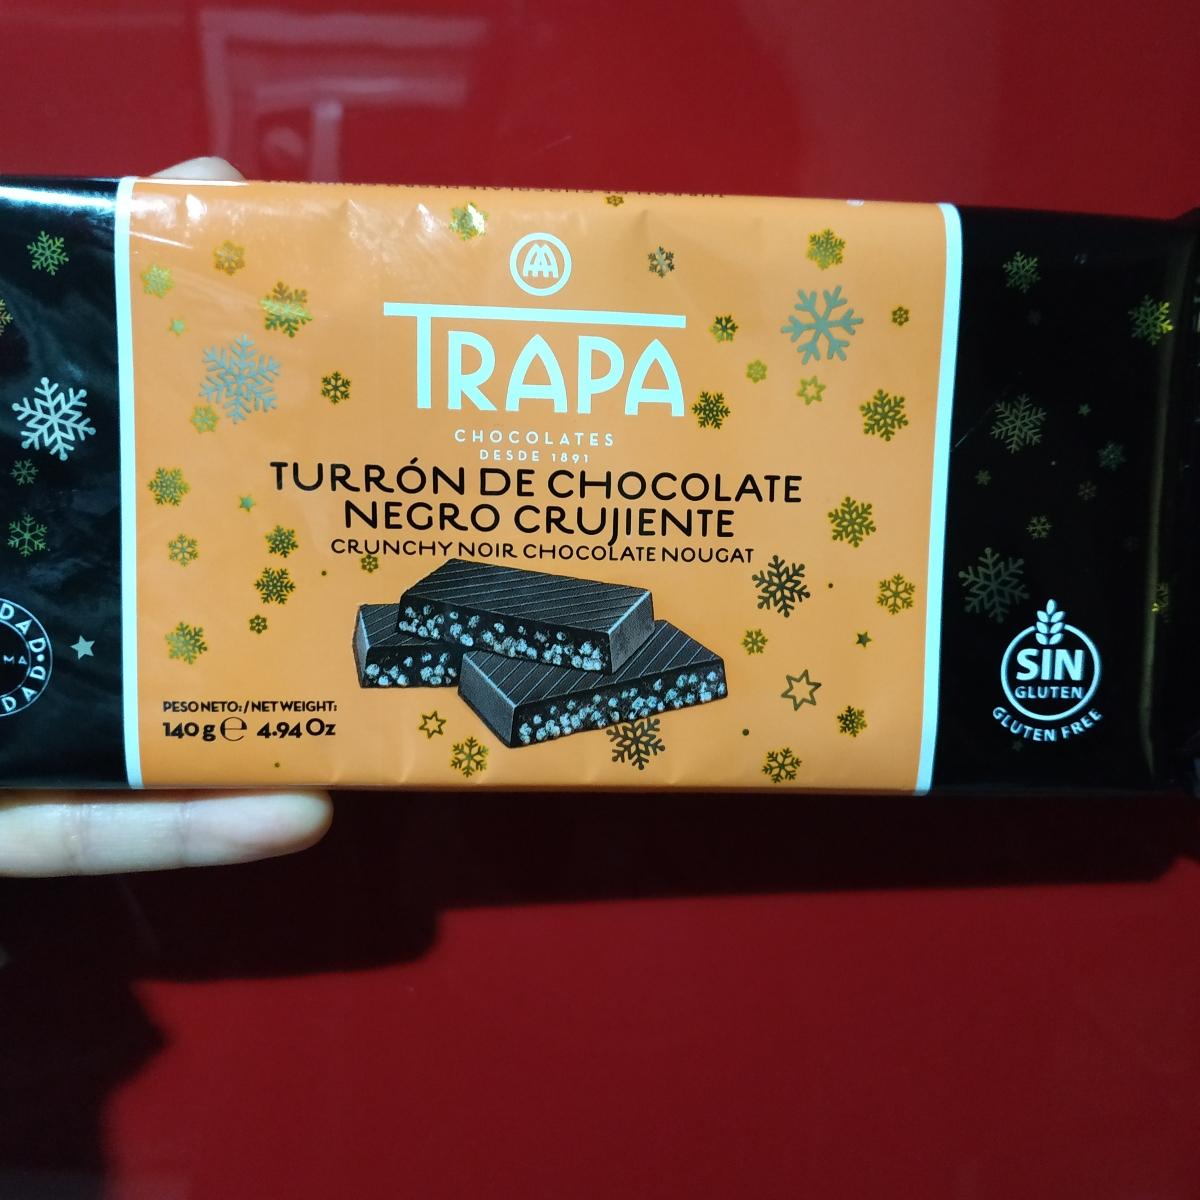 TRAPA
CHOCOLATES
DESDE 1891
TURRÓN DE CHOCOLATE
NEGRO CRUJIENTE
CRUNCHY NOIR CHOCOLATE NOUGAT
PESO NETO:/NET WEIGHT:
140 g e 4.94 Oz
SIN
GLUTEN
GLUTEN FREE